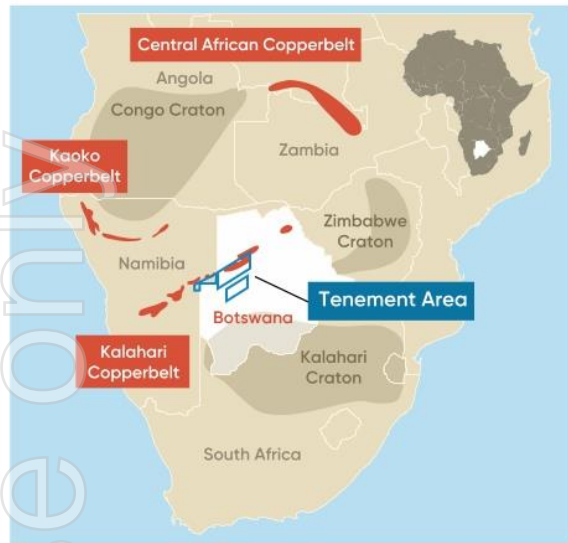 Central African Copperbelt
Angola
Congo Craton
Kaoko
Copperbelt
Zambia
Zimbabwe
Craton
Namibia
Tenement Area
Botswana
Kalahari
Copperbelt
Kalahari
Craton
South Africa
only